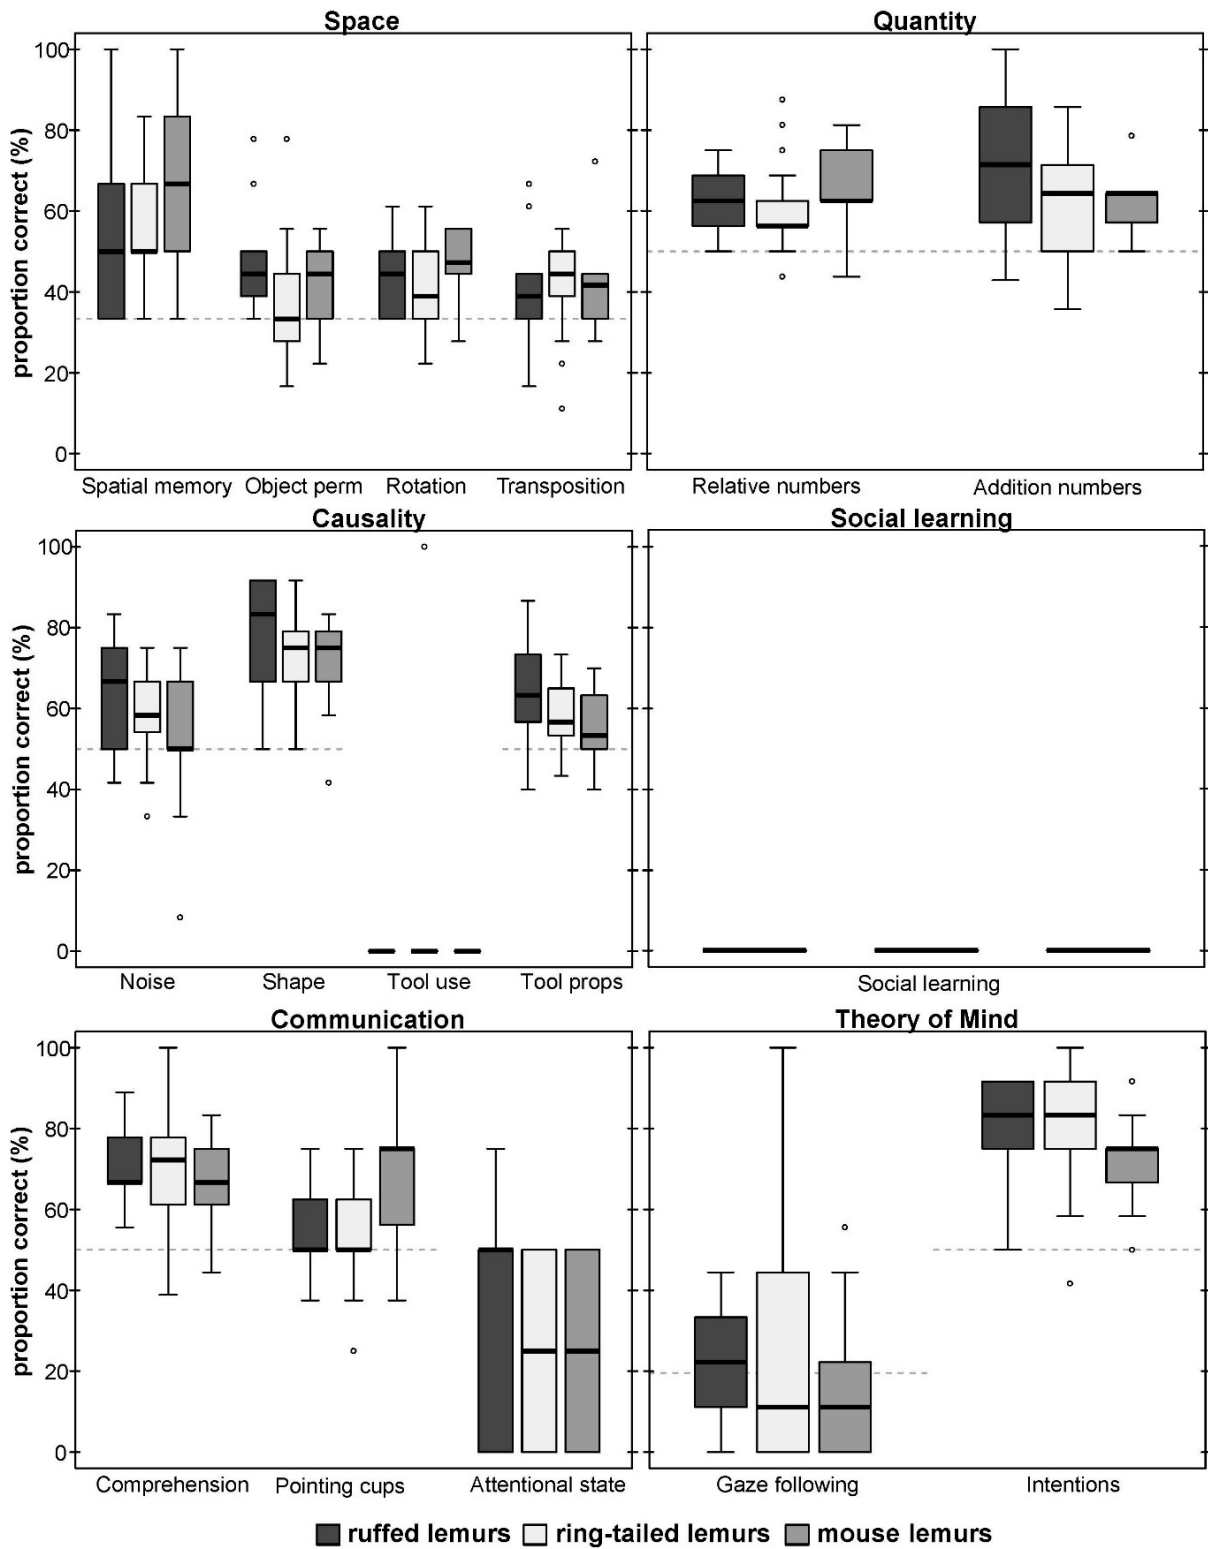 Space
Quantity
proportion correct (%)
100
80
60
40
20
0
Spatial memory
Object perm
Rotation
Transposition
Relative numbers
Addition numbers
Causality
Social learning
proportion correct (%)
100
80
60
40
20
0
Noise
Shape
Tool use
Tool props
Social learning
Communication
Theory of Mind
proportion correct (%)
100
80
60
40
20
0
Comprehension
Pointing cups
Attentional state
Gaze following
Intentions
ruffed lemurs
ring-tailed lemurs
mouse lemurs